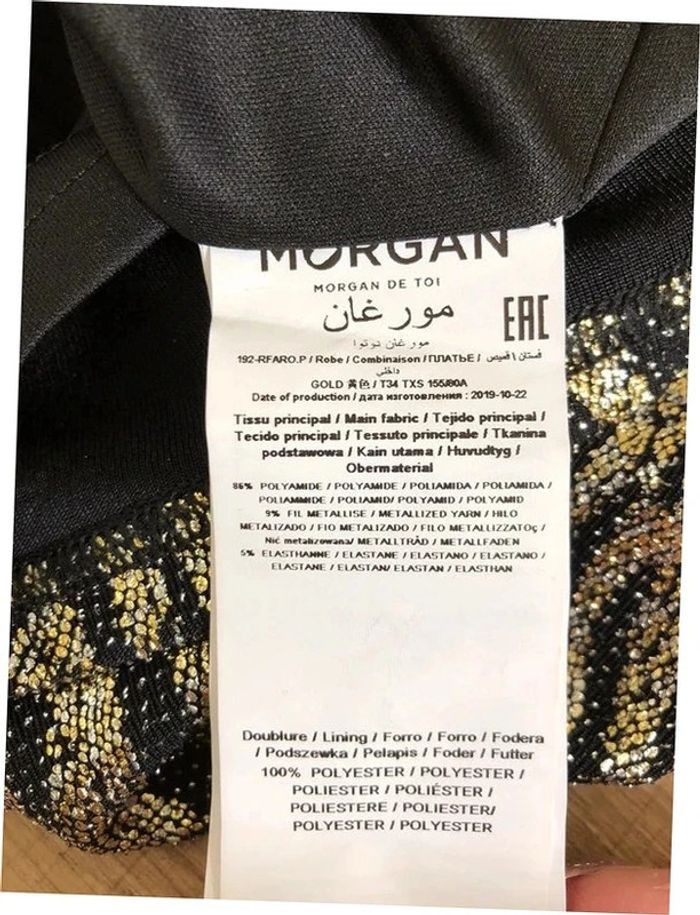 MORGAN
MORGAN DE TOI
مورغان
EAC
مورغان دوتوا
192-RFARO.P / Robe / Combinaison / ПЛАТЬЕ / فستان \ قميص
داخلي
GOLD 黄色 / T34 TXS 155/80A
Date of production / дата изготовления : 2019-10-22
Tissu principal / Main fabric / Tejido principal /
Tecido principal / Tessuto principale / Tkanina
podstawowa / Kain utama / Huvudtyg /
Obermaterial
86% POLYAMIDE / POLYAMIDE / POLIAMIDA / POLIAMIDA /
POLIAMMIDE / POLIAMID/ POLYAMID / POLYAMID
9% FIL METALLISE / METALLIZED YARN / HILO
METALIZADO / FIO METALIZADO / FILO METALLIZZATOç /
Nić metalizowana/ METALLTRÅD / METALLFADEN
5% ELASTHANNE / ELASTANE / ELASTANO / ELASTANO /
ELASTANE / ELASTAN/ ELASTAN / ELASTHAN
Doublure / Lining / Forro / Forro / Fodera
/ Podszewka / Pelapis / Foder / Futter
100% POLYESTER / POLYESTER /
POLIESTER / POLIÉSTER /
POLIESTERE / POLIESTER/
POLYESTER / POLYESTER